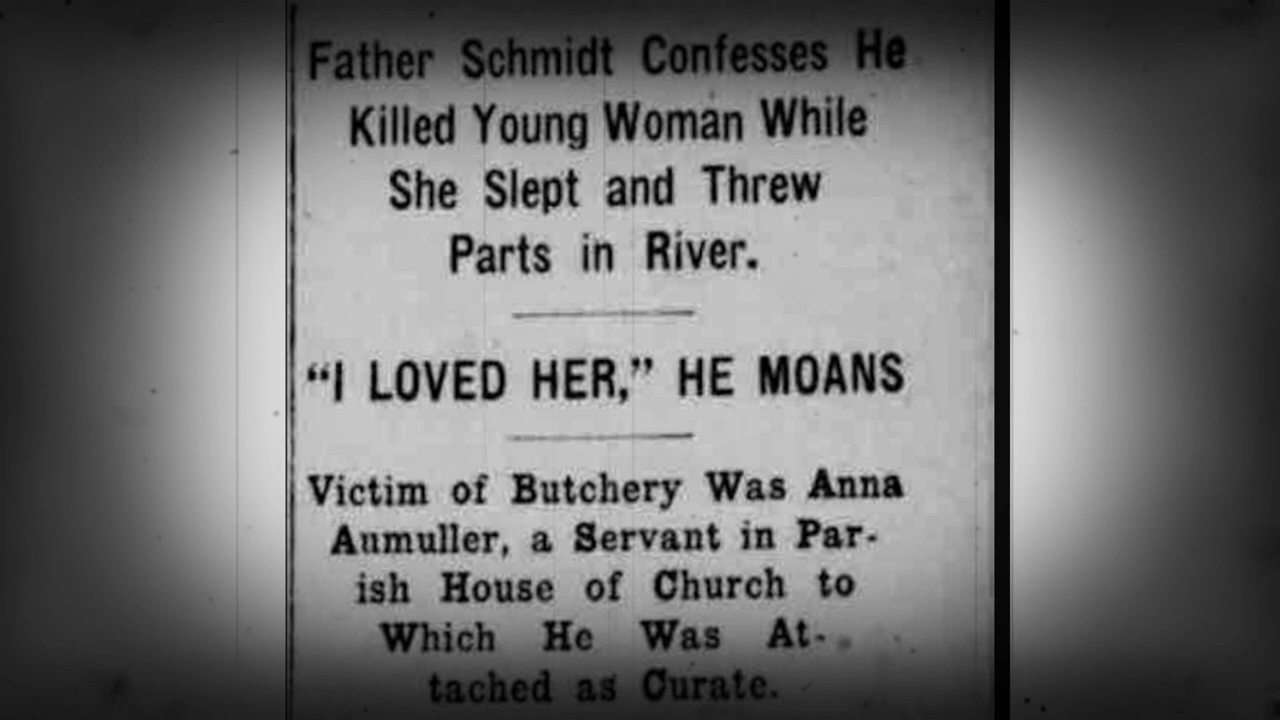 Father Schmidt Confesses He
Killed Young Woman While
She Slept and Threw
Parts in River.
"I LOVED HER," HE MOANS
Victim of Butchery Was Anna
Aumuller, a Servant in Par-
ish House of Church to
Which He Was At-
tached as Curate.